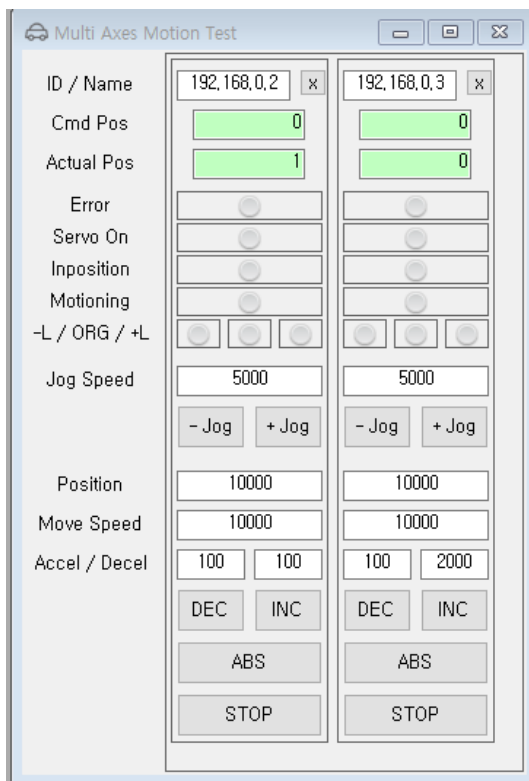 Multi Axes Motion Test
ID / Name 192,168,0,2 x 192,168,0,3 x
Cmd Pos 0 0
Actual Pos 1 0
Error
Servo On
Inposition
Motioning
-L / ORG / +L
Jog Speed 5000 5000
- Jog + Jog - Jog + Jog
Position 10000 10000
Move Speed 10000 10000
Accel / Decel 100 100 100 2000
DEC INC DEC INC
ABS ABS
STOP STOP